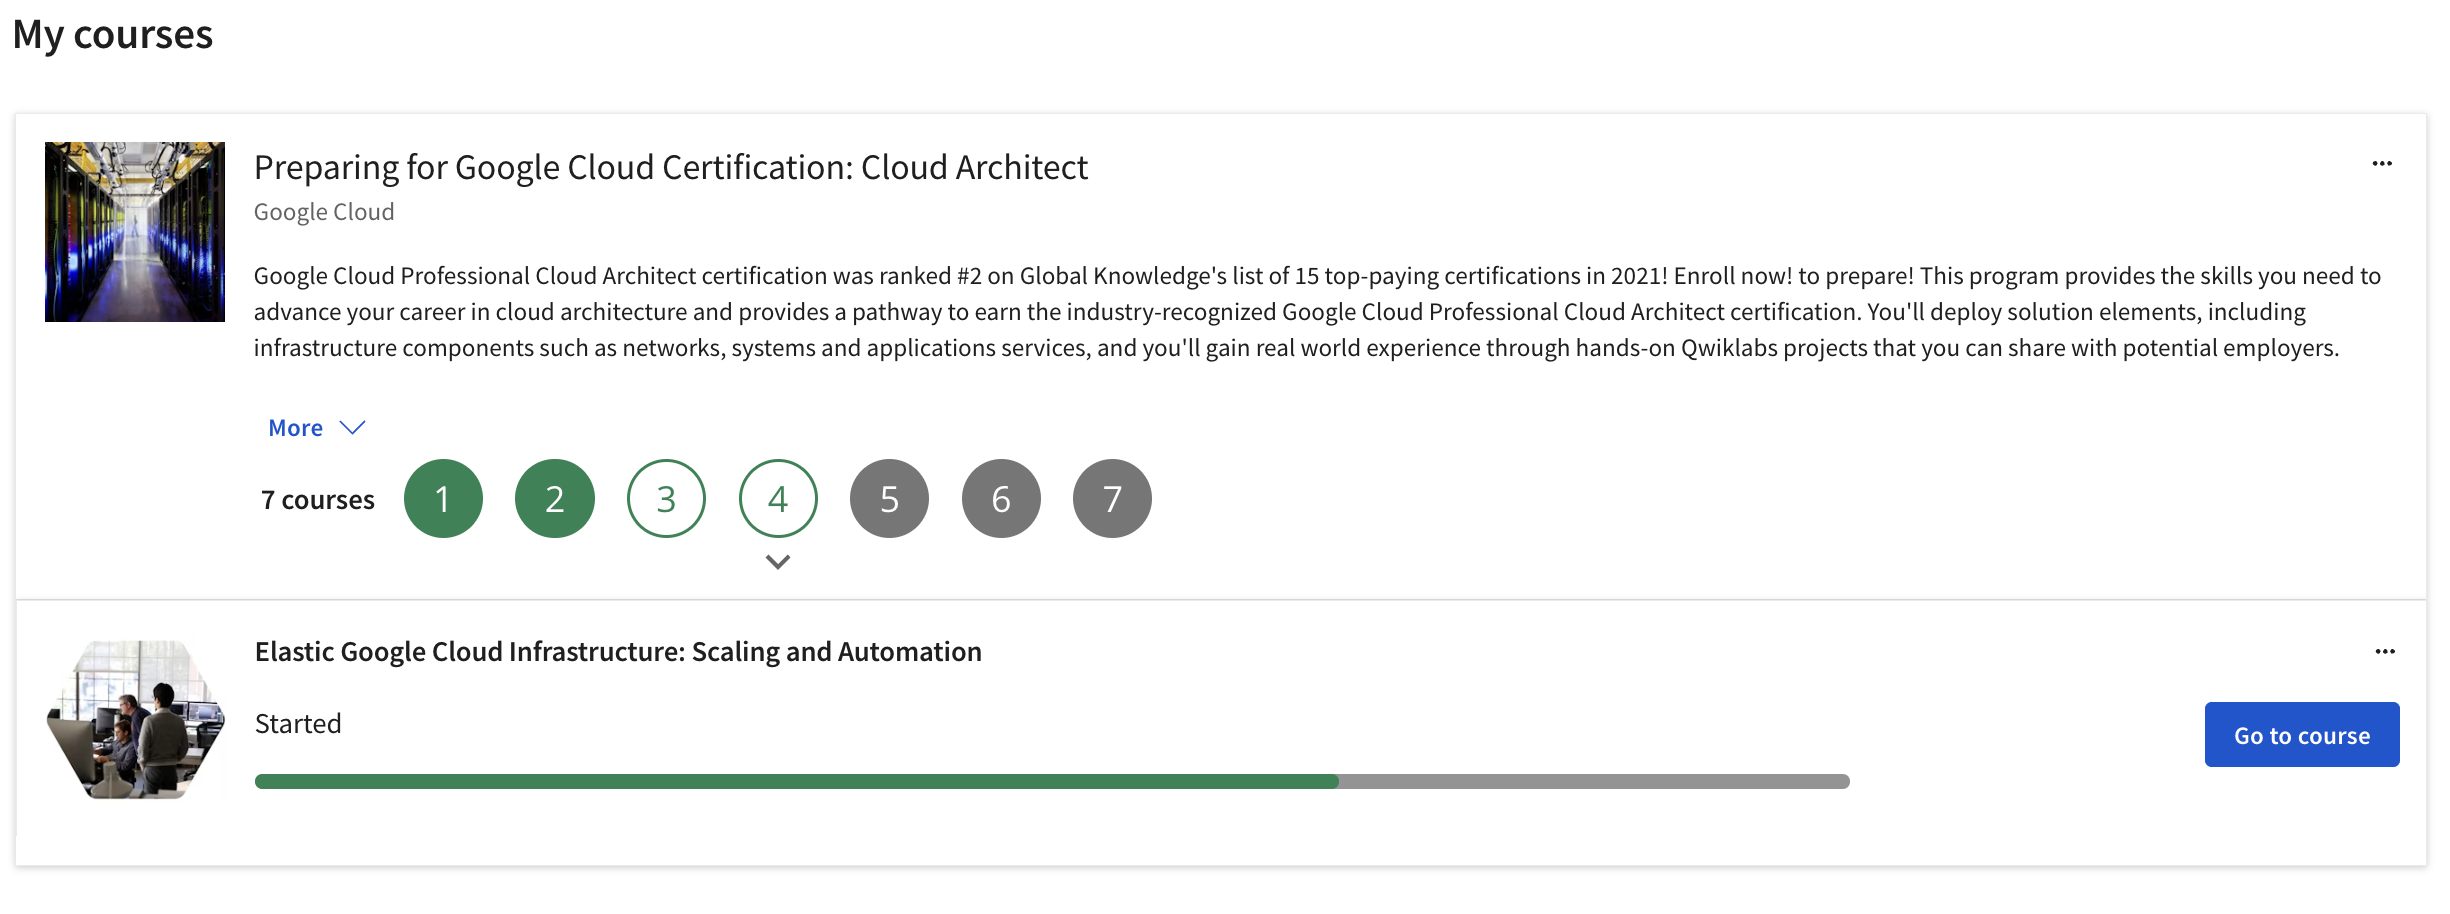 My courses
Preparing for Google Cloud Certification: Cloud Architect
Google Cloud
Google Cloud Professional Cloud Architect certification was ranked #2 on Global Knowledge's list of 15 top-paying certifications in 2021! Enroll now! to prepare! This program provides the skills you need to
advance your career in cloud architecture and provides a pathway to earn the industry-recognized Google Cloud Professional Cloud Architect certification. You'll deploy solution elements, including
infrastructure components such as networks, systems and applications services, and you'll gain real world experience through hands-on Qwiklabs projects that you can share with potential employers.
More
7 courses 1 2 3 4 5 6 7
Elastic Google Cloud Infrastructure: Scaling and Automation
Started
Go to course